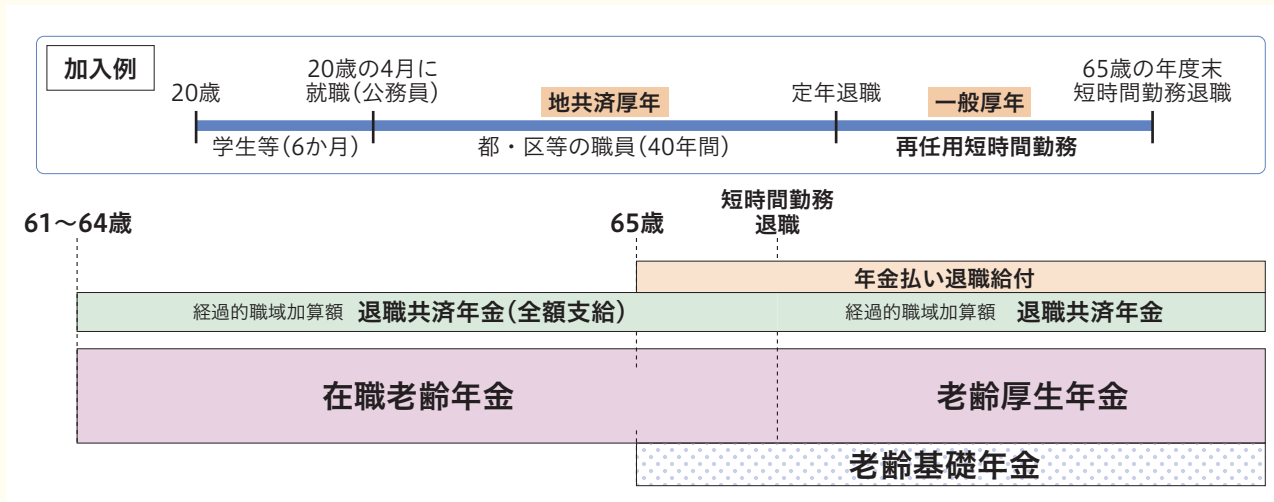 加入例
20歳
20歳の4月に
就職(公務員)
地共済厚年
定年退職
一般厚年
65歳の年度末
短時間勤務退職
学生等(6か月)
都・区等の職員(40年間)
再任用短時間勤務
61～64歳
65歳
短時間勤務
退職
年金払い退職給付
経過的職域加算額 退職共済年金(全額支給)
経過的職域加算額 退職共済年金
在職老齢年金
老齢厚生年金
老齢基礎年金